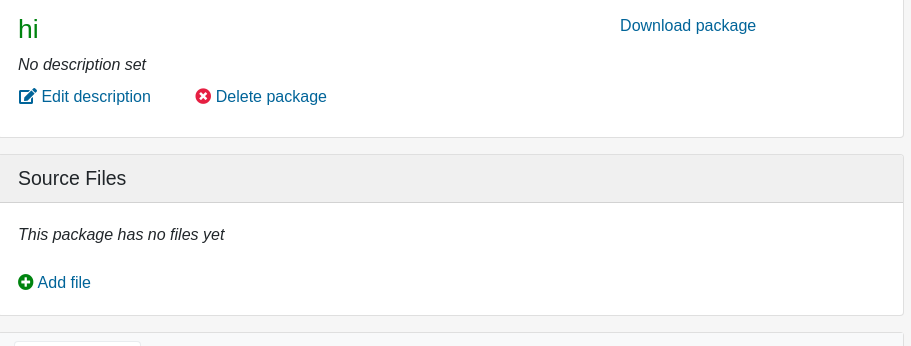 hi
Download package
No description set
Edit description
Delete package
Source Files
This package has no files yet
Add file